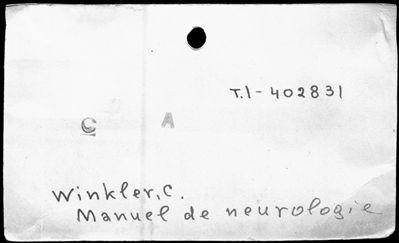 T.1-402831
C A
Winkler, C.
Manuel de neurologie